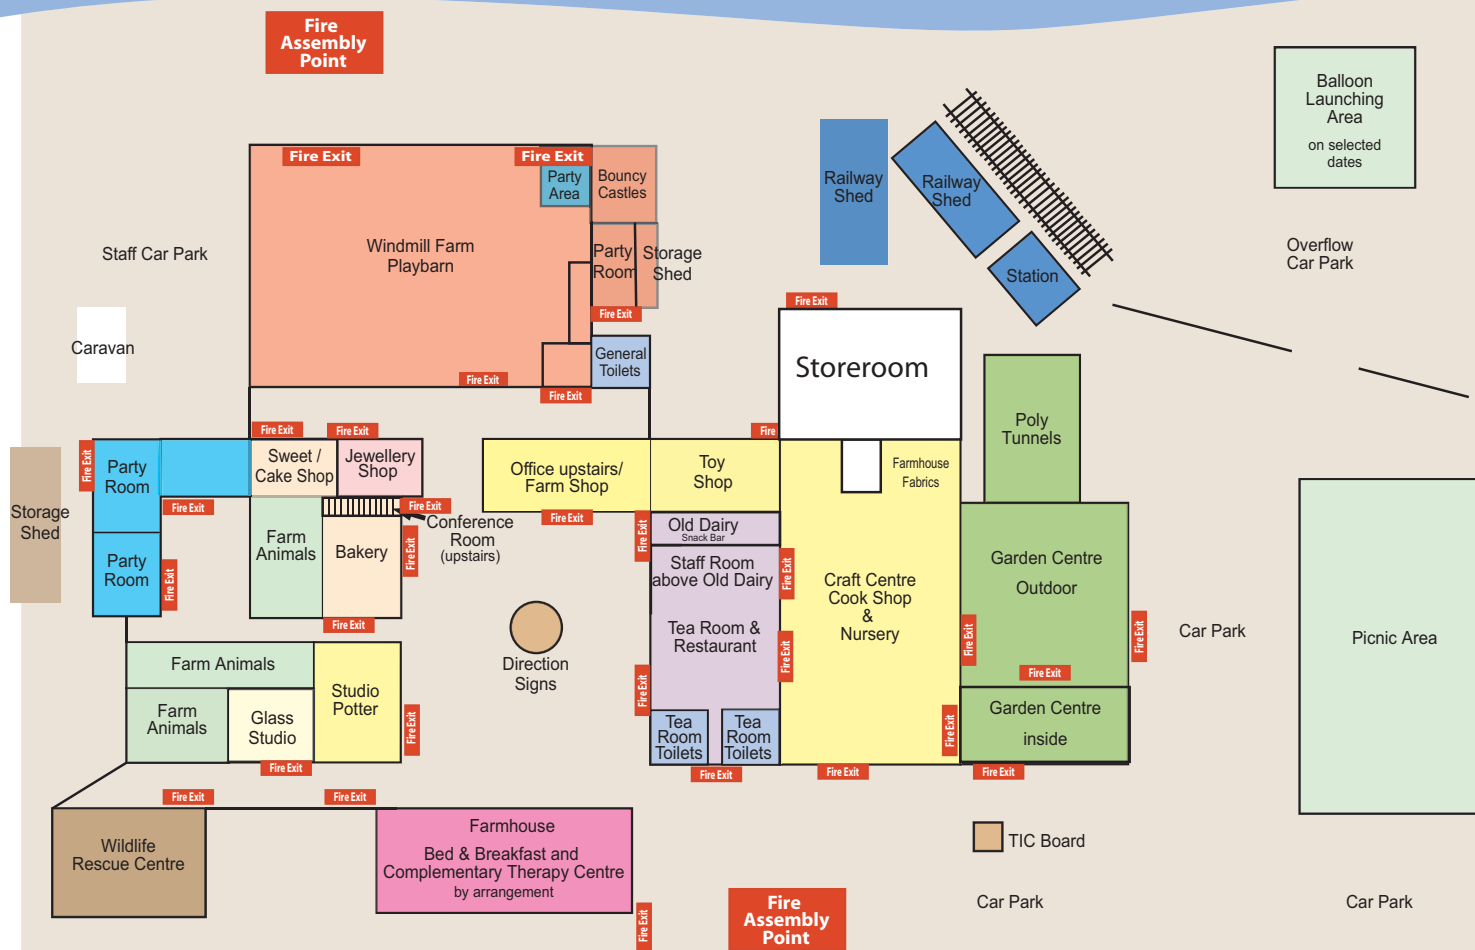 Fire
Assembly
Point
Balloon
Launching
Area
on selected
dates
Fire Exit
Fire Exit
Party
Area
Bouncy
Castles
Railway
Shed
Railway
Shed
Station
Staff Car Park
Windmill Farm
Playbarn
Party
Room
Storage
Shed
Overflow
Car Park
Fire Exit
Fire Exit
Caravan
General
Toilets
Storeroom
Fire Exit
Fire Exit
Poly
Tunnels
Fire Exit
Fire Exit
Fire
Fire Exit
Party
Room
Sweet /
Cake Shop
Jewellery
Shop
Office upstairs/
Farm Shop
Toy
Shop
Farmhouse
Fabrics
Fire Exit
Fire Exit
Fire Exit
Storage
Shed
Conference
Room
(upstairs)
Farm
Animals
Bakery
Fire Exit
Fire Exit
Old Dairy
Snack Bar
Staff Room
above Old Dairy
Fire Exit
Party
Room
Fire Exit
Craft Centre
Cook Shop
&
Nursery
Garden Centre
Outdoor
Fire Exit
Tea Room &
Restaurant
Fire Exit
Fire Exit
Fire Exit
Car Park
Picnic Area
Direction
Signs
Farm Animals
Fire Exit
Fire Exit
Studio
Potter
Farm
Animals
Glass
Studio
Fire Exit
Tea
Room
Toilets
Tea
Room
Toilets
Fire Exit
Garden Centre
inside
Fire Exit
Fire Exit
Fire Exit
Fire Exit
Fire Exit
Fire Exit
Wildlife
Rescue Centre
Farmhouse
Bed & Breakfast and
Complementary Therapy Centre
by arrangement
TIC Board
Fire Exit
Fire
Assembly
Point
Car Park
Car Park